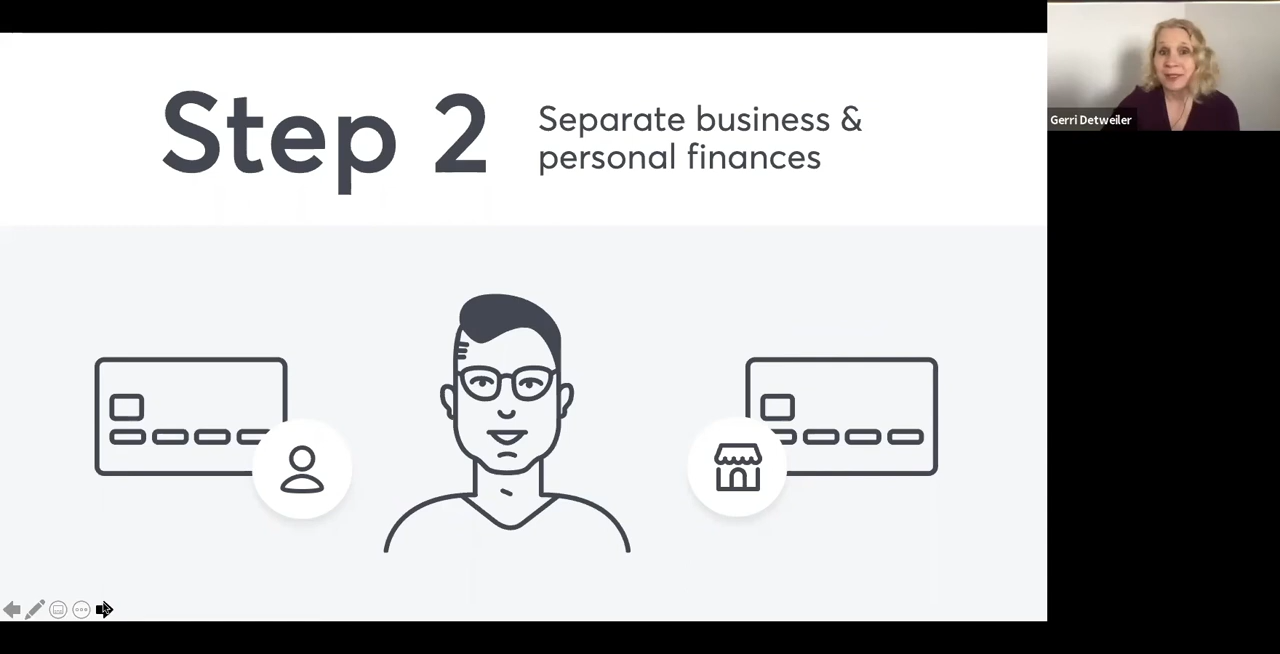 Step 2
Separate business &
personal finances
Gerri Detweiler